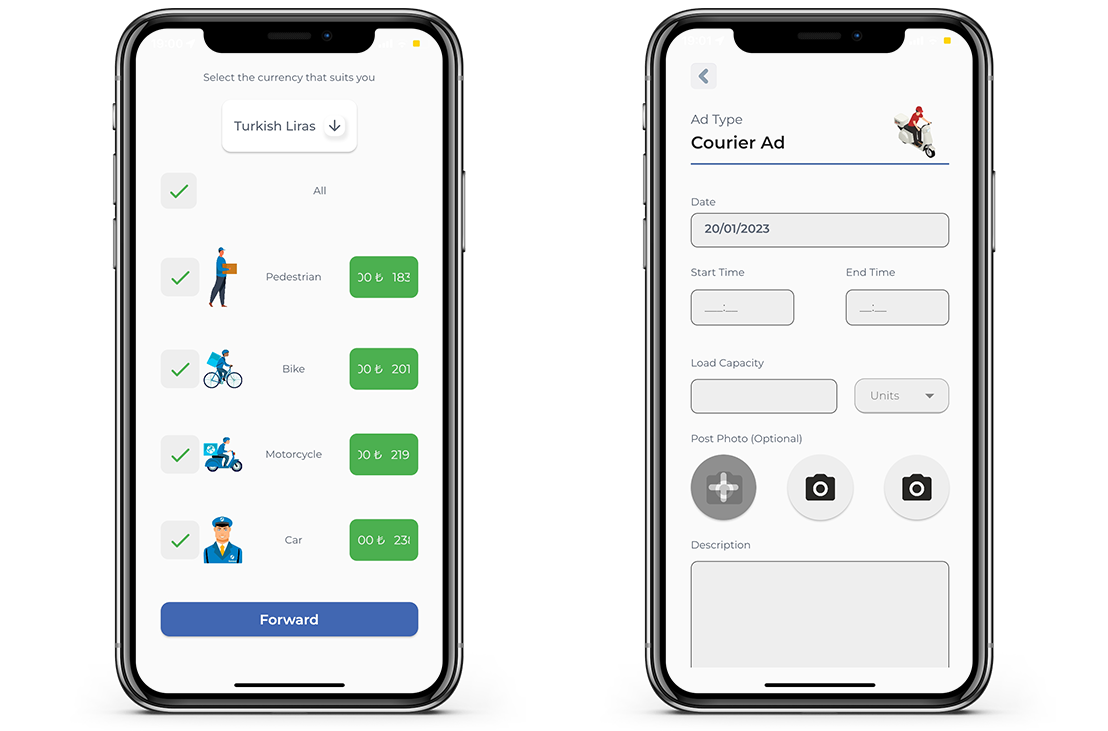 Select the currency that suits you
Turkish Liras
All
Pedestrian
00 ₺ 183
Bike
00 ₺ 201
Motorcycle
00 ₺ 219
Car
00 ₺ 238
Forward
Ad Type
Courier Ad
Date
20/01/2023
Start Time
End Time
__:__
__:__
Load Capacity
Units
Post Photo (Optional)
Description